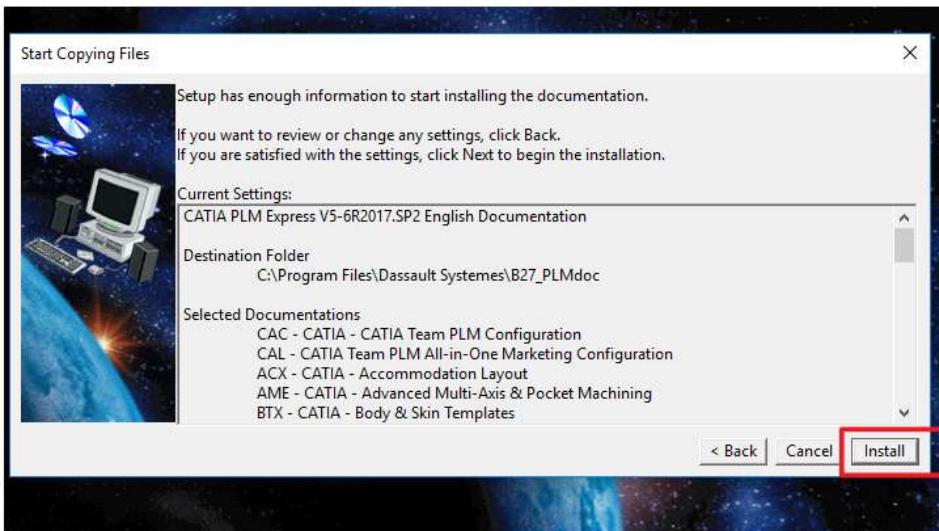 Start Copying Files
Setup has enough information to start installing the documentation.
If you want to review or change any settings, click Back.
If you are satisfied with the settings, click Next to begin the installation.
Current Settings:
CATIA PLM Express V5-6R2017.SP2 English Documentation
Destination Folder
C:\Program Files\Dassault Systemes\B27_PLMdoc
Selected Documentations
CAC - CATIA - CATIA Team PLM Configuration
CAL - CATIA Team PLM All-in-One Marketing Configuration
ACX - CATIA - Accommodation Layout
AME - CATIA - Advanced Multi-Axis & Pocket Machining
BTX - CATIA - Body & Skin Templates
< Back Cancel Install